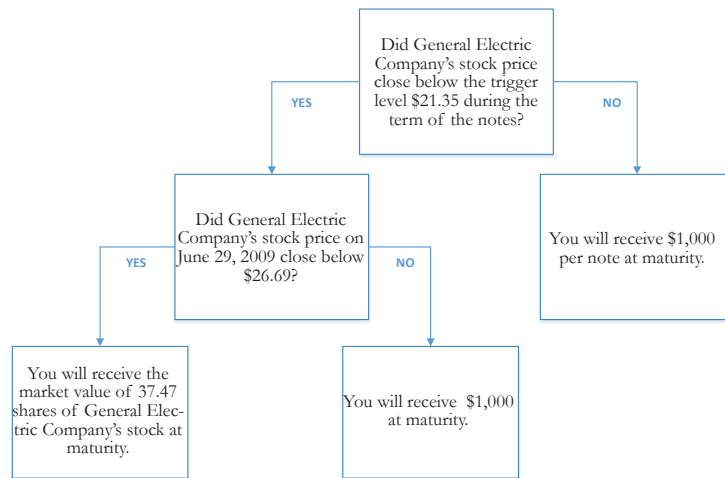 Did General Electric
Company's stock price
close below the trigger
level $21.35 during the
term of the notes?
YES
NO
Did General Electric
Company's stock price on
June 29, 2009 close below
$26.69?
You will receive $1,000
per note at maturity.
YES
NO
You will receive the
market value of 37.47
shares of General Elec-
tric Company's stock at
maturity.
You will receive $1,000
at maturity.